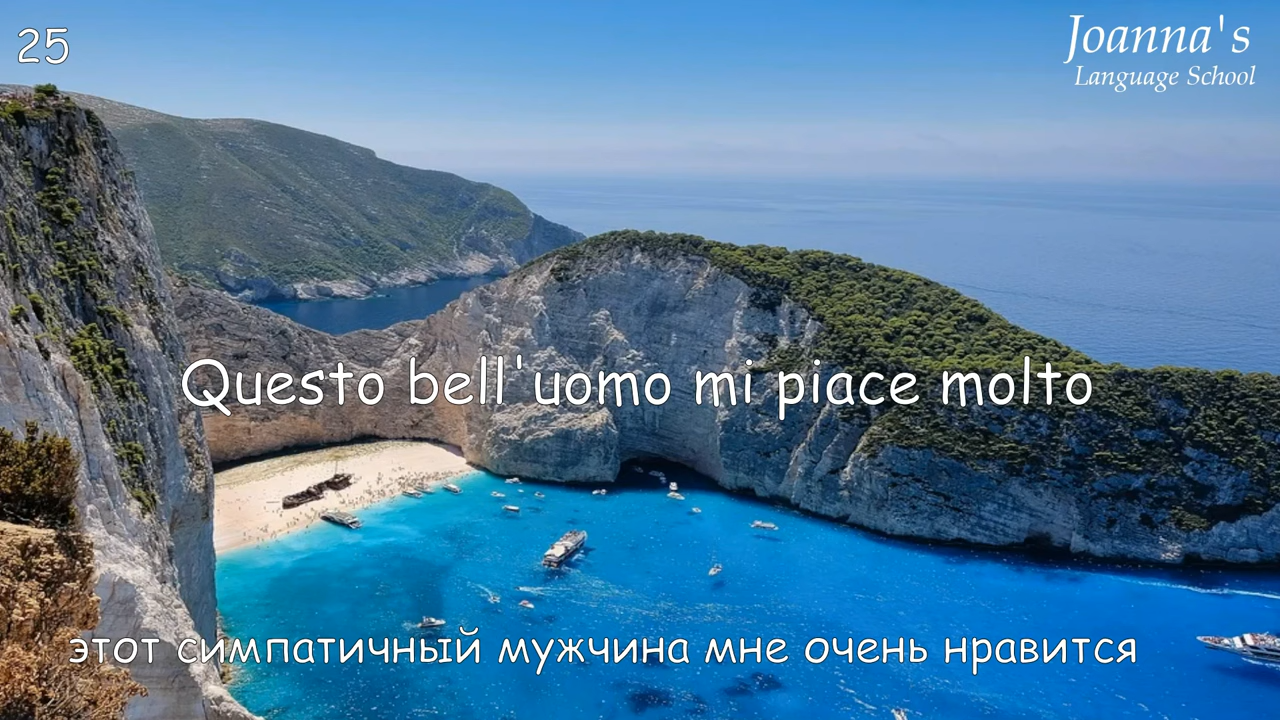 25
Joanna's
Language School
Questo bell'uomo mi piace molto
этот симпатичный мужчина мне очень нравится